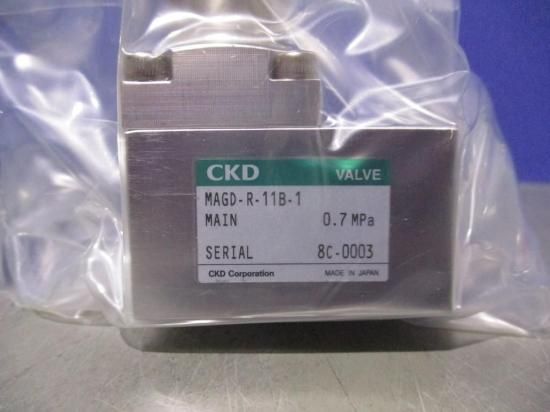 CKD VALVE
MAGD-R-11B-1
MAIN 0.7 MPa
SERIAL 8C-0003
CKD Corporation MADE IN JAPAN